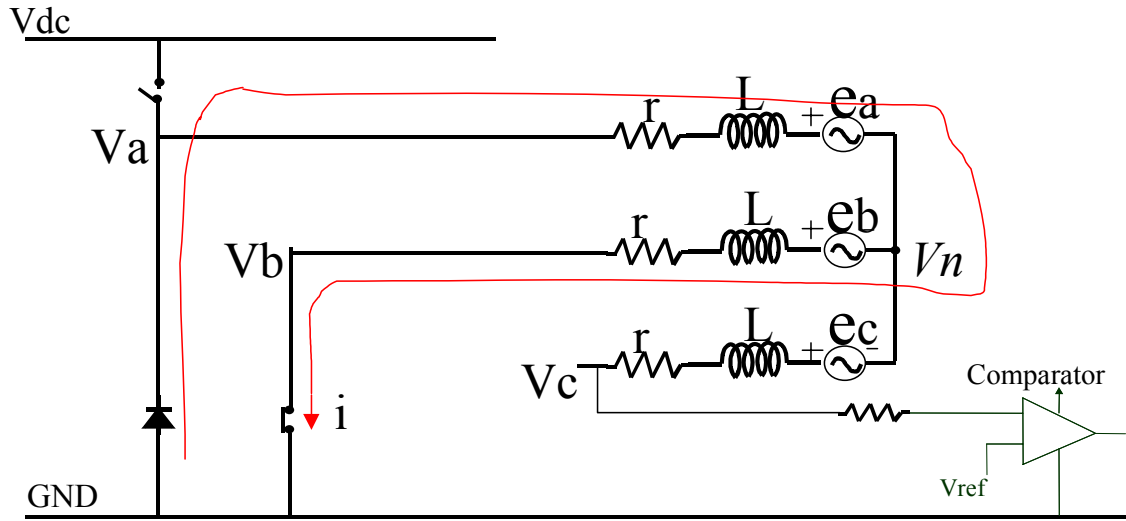 Vdc
r
L
+
ea
Va
r
L
+
eb
Vb
Vn
r
L
+
ec
-
Vc
Comparator
i
Vref
GND